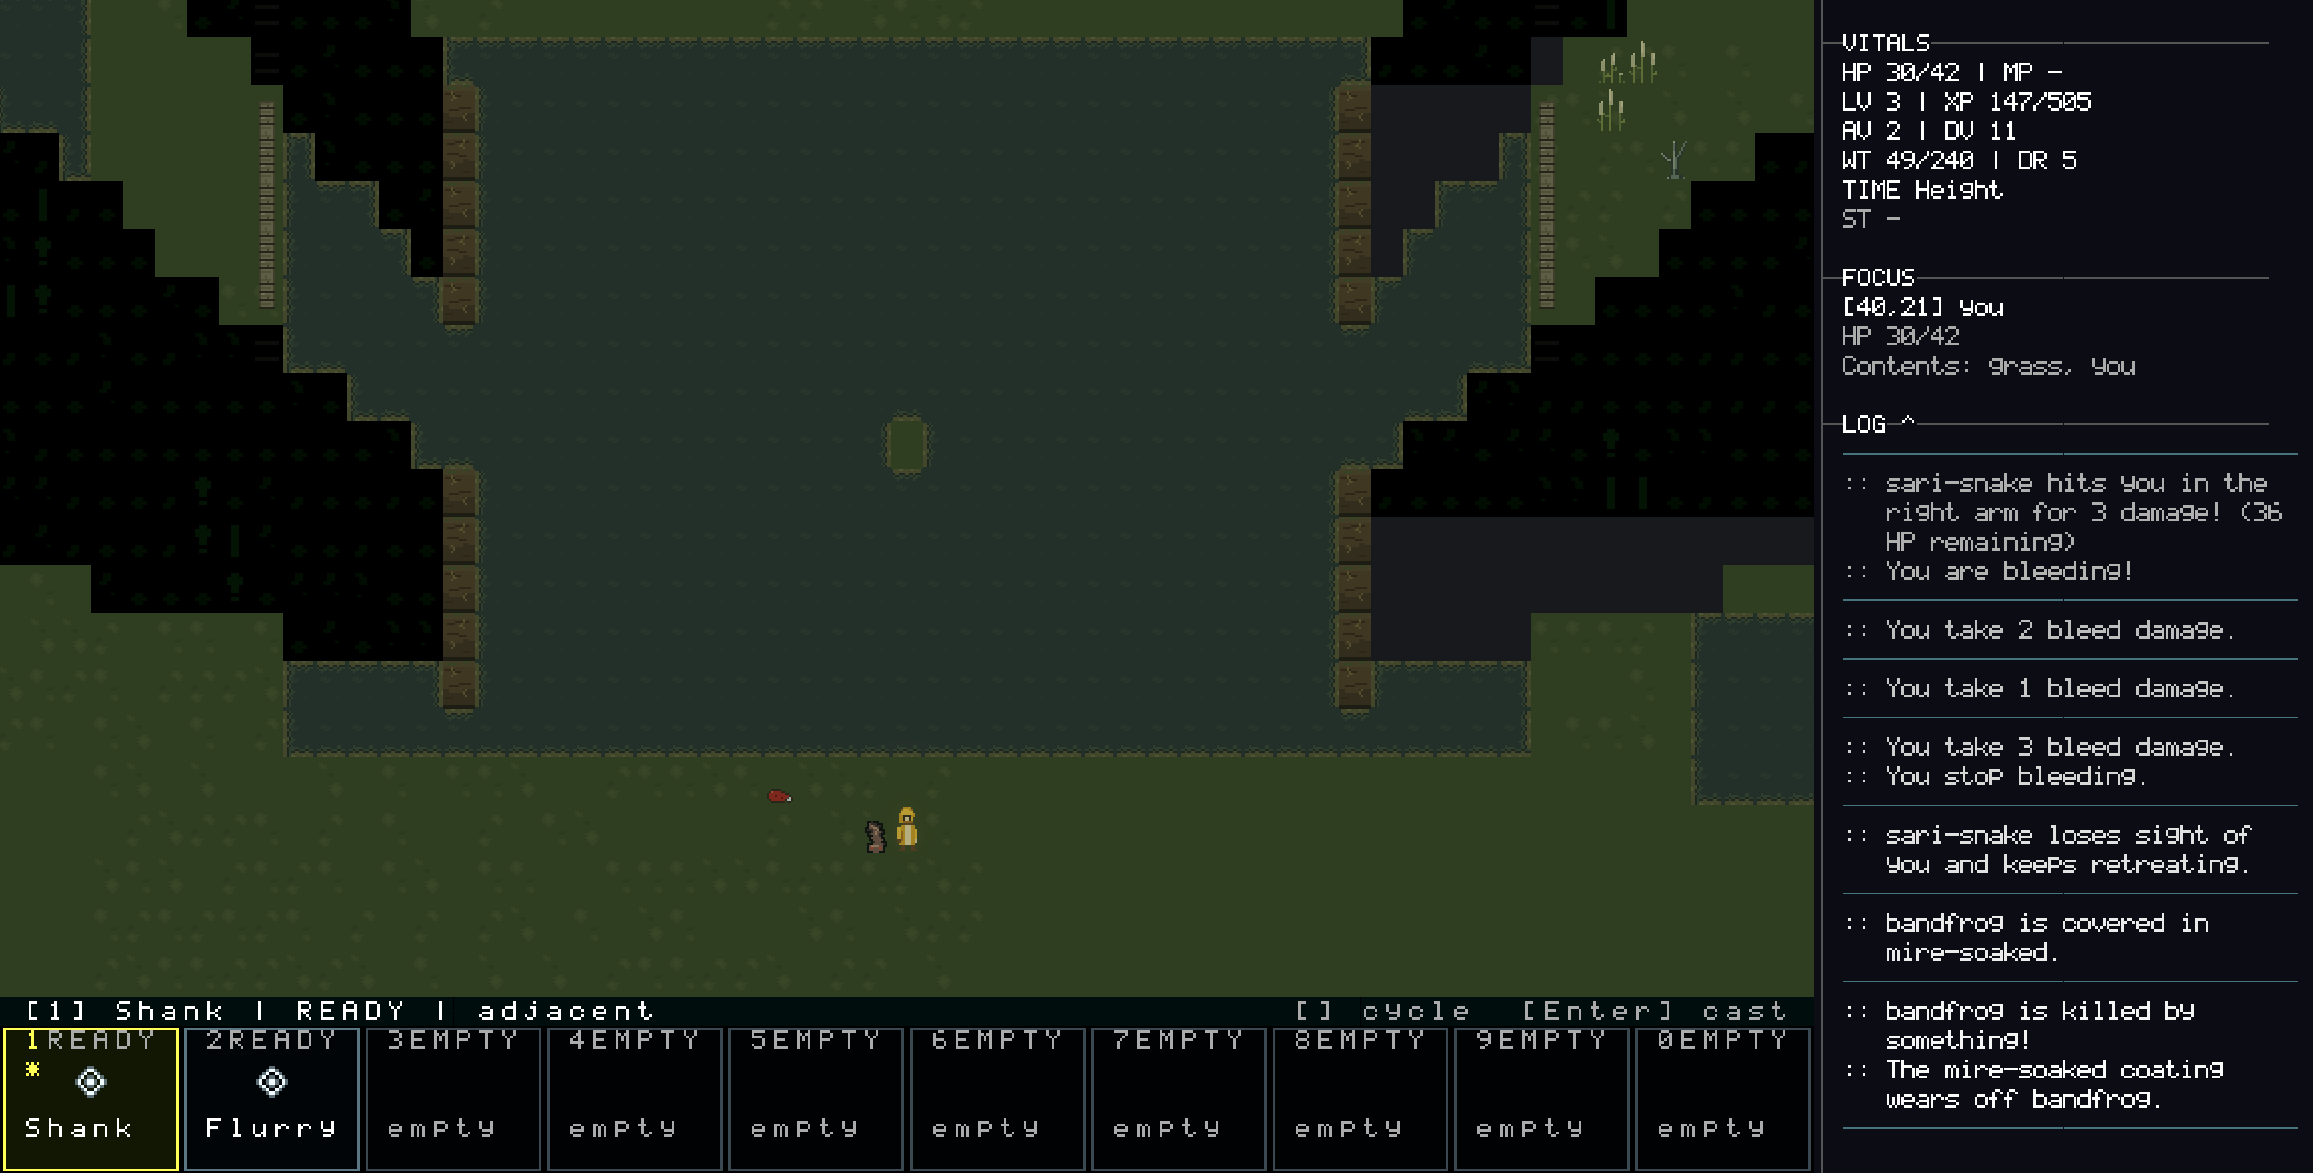 VITALS
HP 30/42 | MP -
LV 3 | XP 147/505
AV 2 | DV 11
WT 49/240 | DR 5
TIME Height
ST -
FOCUS
[40,21] You
HP 30/42
Contents: grass, You
LOG ^
:: sari-snake hits you in the
right arm for 3 damage! (36
HP remaining)
:: You are bleeding!
:: You take 2 bleed damage.
:: You take 1 bleed damage.
:: You take 3 bleed damage.
:: You stop bleeding.
:: sari-snake loses sight of
you and keeps retreating.
:: bandfrog is covered in
mire-soaked.
:: bandfrog is killed by
something!
:: The mire-soaked coating
wears off bandfrog.
[1] Shank | READY | adjacent
[] cycle [Enter] cast
1READY 2READY 3EMPTY 4EMPTY 5EMPTY 6EMPTY 7EMPTY 8EMPTY 9EMPTY 0EMPTY
Shank Flurry empty empty empty empty empty empty empty empty